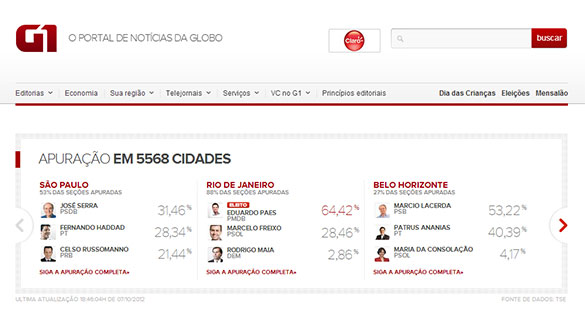 G1
O PORTAL DE NOTÍCIAS DA GLOBO
Claro
buscar
Editorias
Economia
Sua região
Telejornais
Serviços
VC no G1
Princípios editoriais
Dia das Crianças
Eleições
Mensalão
APURAÇÃO EM 5568 CIDADES
SÃO PAULO
53% DAS SEÇÕES APURADAS
JOSÉ SERRA
PSDB
31,46 %
FERNANDO HADDAD
PT
28,34 %
CELSO RUSSOMANNO
PRB
21,44 %
SIGA A APURAÇÃO COMPLETA
RIO DE JANEIRO
88% DAS SEÇÕES APURADAS
ELEITO
EDUARDO PAES
PMDB
64,42 %
MARCELO FREIXO
PSOL
28,46 %
RODRIGO MAIA
DEM
2,86 %
SIGA A APURAÇÃO COMPLETA
BELO HORIZONTE
27% DAS SEÇÕES APURADAS
MARCIO LACERDA
PSB
53,22 %
PATRUS ANANIAS
PT
40,39 %
MARIA DA CONSOLAÇÃO
PSOL
4,17 %
SIGA A APURAÇÃO COMPLETA
ULTIMA ATUALIZAÇÃO 18:46:04H DE 07/10/2012
FONTE DE DADOS: TSE